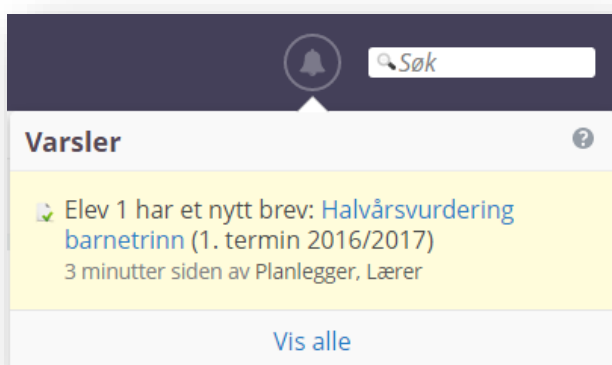 Søk
Varsler
Elev 1 har et nytt brev: Halvårsvurdering
barnetrinn (1. termin 2016/2017)
3 minutter siden av Planlegger, Lærer
Vis alle